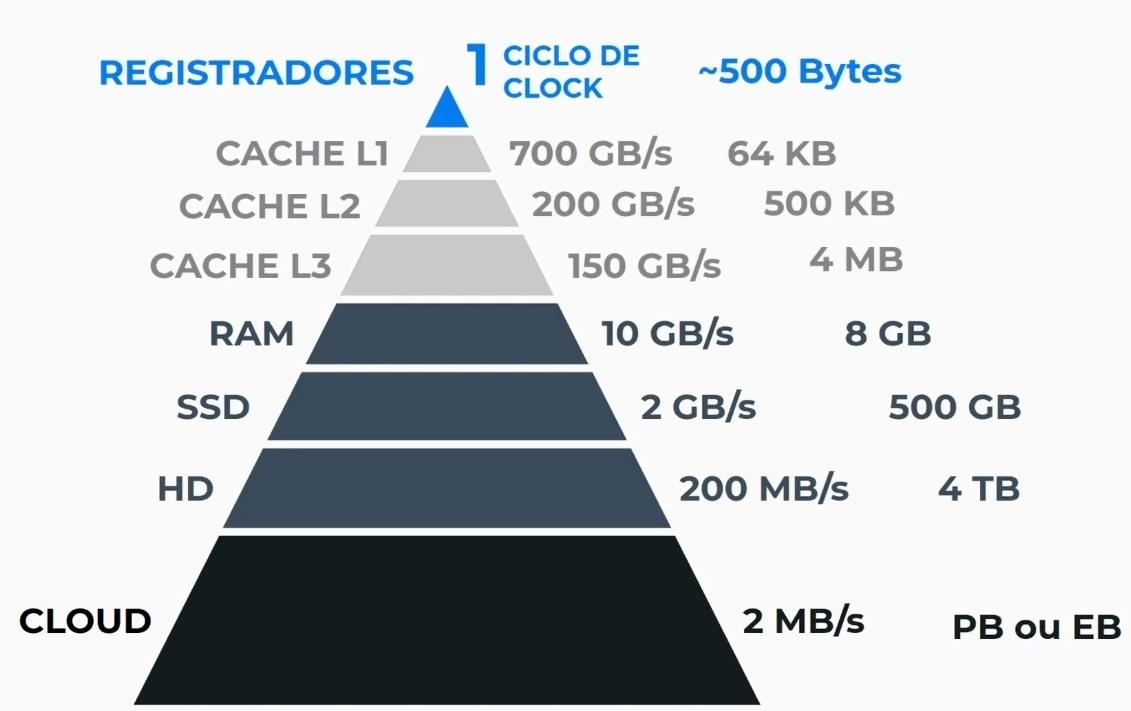 REGISTRADORES 1 CICLO DE CLOCK ~500 Bytes
CACHE L1 700 GB/s 64 KB
CACHE L2 200 GB/s 500 KB
CACHE L3 150 GB/s 4 MB
RAM 10 GB/s 8 GB
SSD 2 GB/s 500 GB
HD 200 MB/s 4 TB
CLOUD 2 MB/s PB ou EB